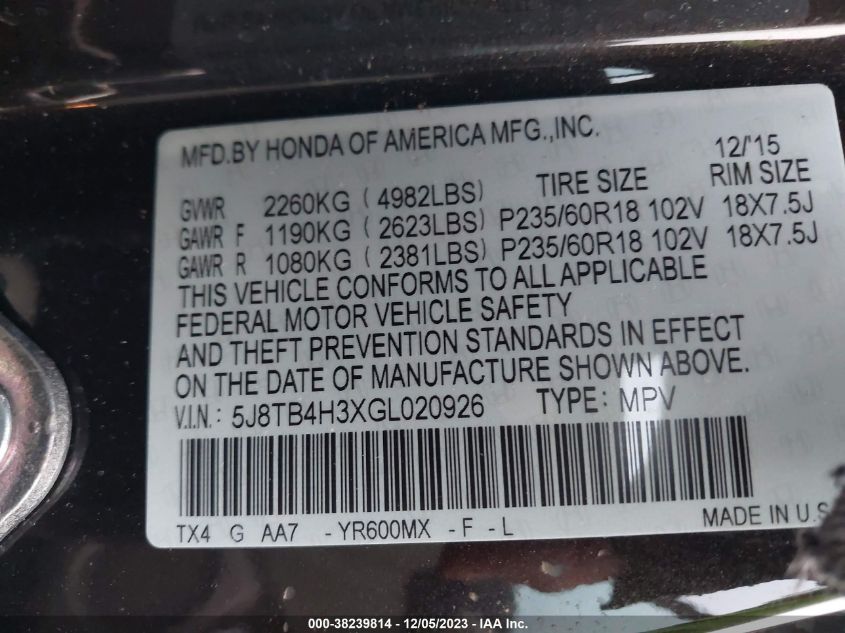 MFD.BY HONDA OF AMERICA MFG.,INC. 12/'15
TIRE SIZE RIM SIZE
GVWR 2260KG ( 4982LBS)
GAWR F 1190KG ( 2623LBS) P235/60R18 102V 18X7.5J
GAWR R 1080KG ( 2381LBS) P235/60R18 102V 18X7.5J
THIS VEHICLE CONFORMS TO ALL APPLICABLE
FEDERAL MOTOR VEHICLE SAFETY
AND THEFT PREVENTION STANDARDS IN EFFECT
ON THE DATE OF MANUFACTURE SHOWN ABOVE.
V.I.N.: 5J8TB4H3XGL020926 TYPE: MPV
TX4 G AA7 - YR600MX - F - L MADE IN U.S
000-38239814 - 12/05/2023 - IAA Inc.